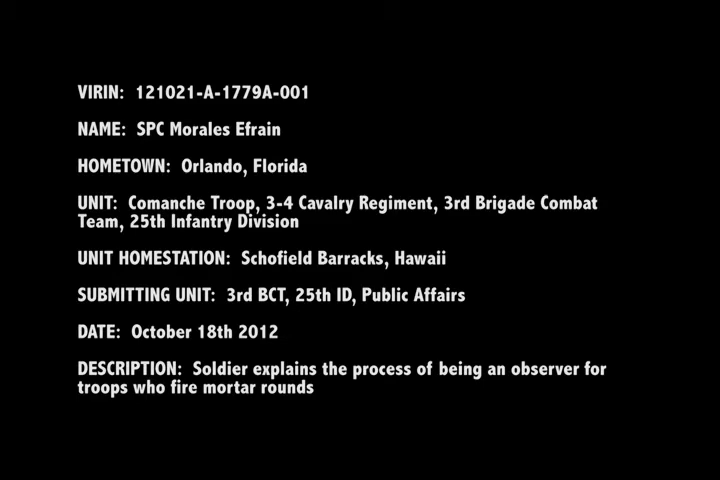 VIRIN: 121021-A-1779A-001
NAME: SPC Morales Efrain
HOMETOWN: Orlando, Florida
UNIT: Comanche Troop, 3-4 Cavalry Regiment, 3rd Brigade Combat
Team, 25th Infantry Division
UNIT HOMESTATION: Schofield Barracks, Hawaii
SUBMITTING UNIT: 3rd BCT, 25th ID, Public Affairs
DATE: October 18th 2012
DESCRIPTION: Soldier explains the process of being an observer for
troops who fire mortar rounds